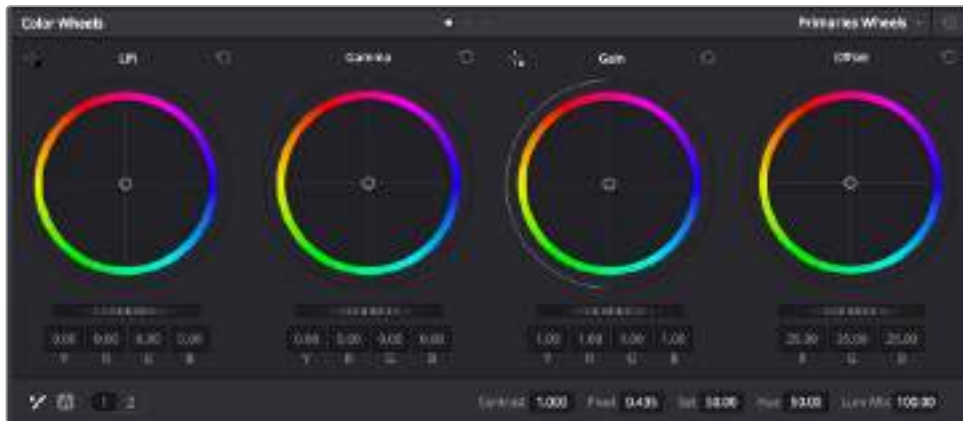 Color Wheels Primaries Wheels
Lift Gamma Gain Offset
0.00 0.00 0.00 0.00 0.00 0.00 0.00 0.00 1.00 1.00 1.00 25.00 25.00 25.00
Y R G B Y R G B Y R G B R G B
1 2 Contrast 1.000 Pivot 0.435 Sat 50.00 Hue 50.00 Lum Mix 100.00